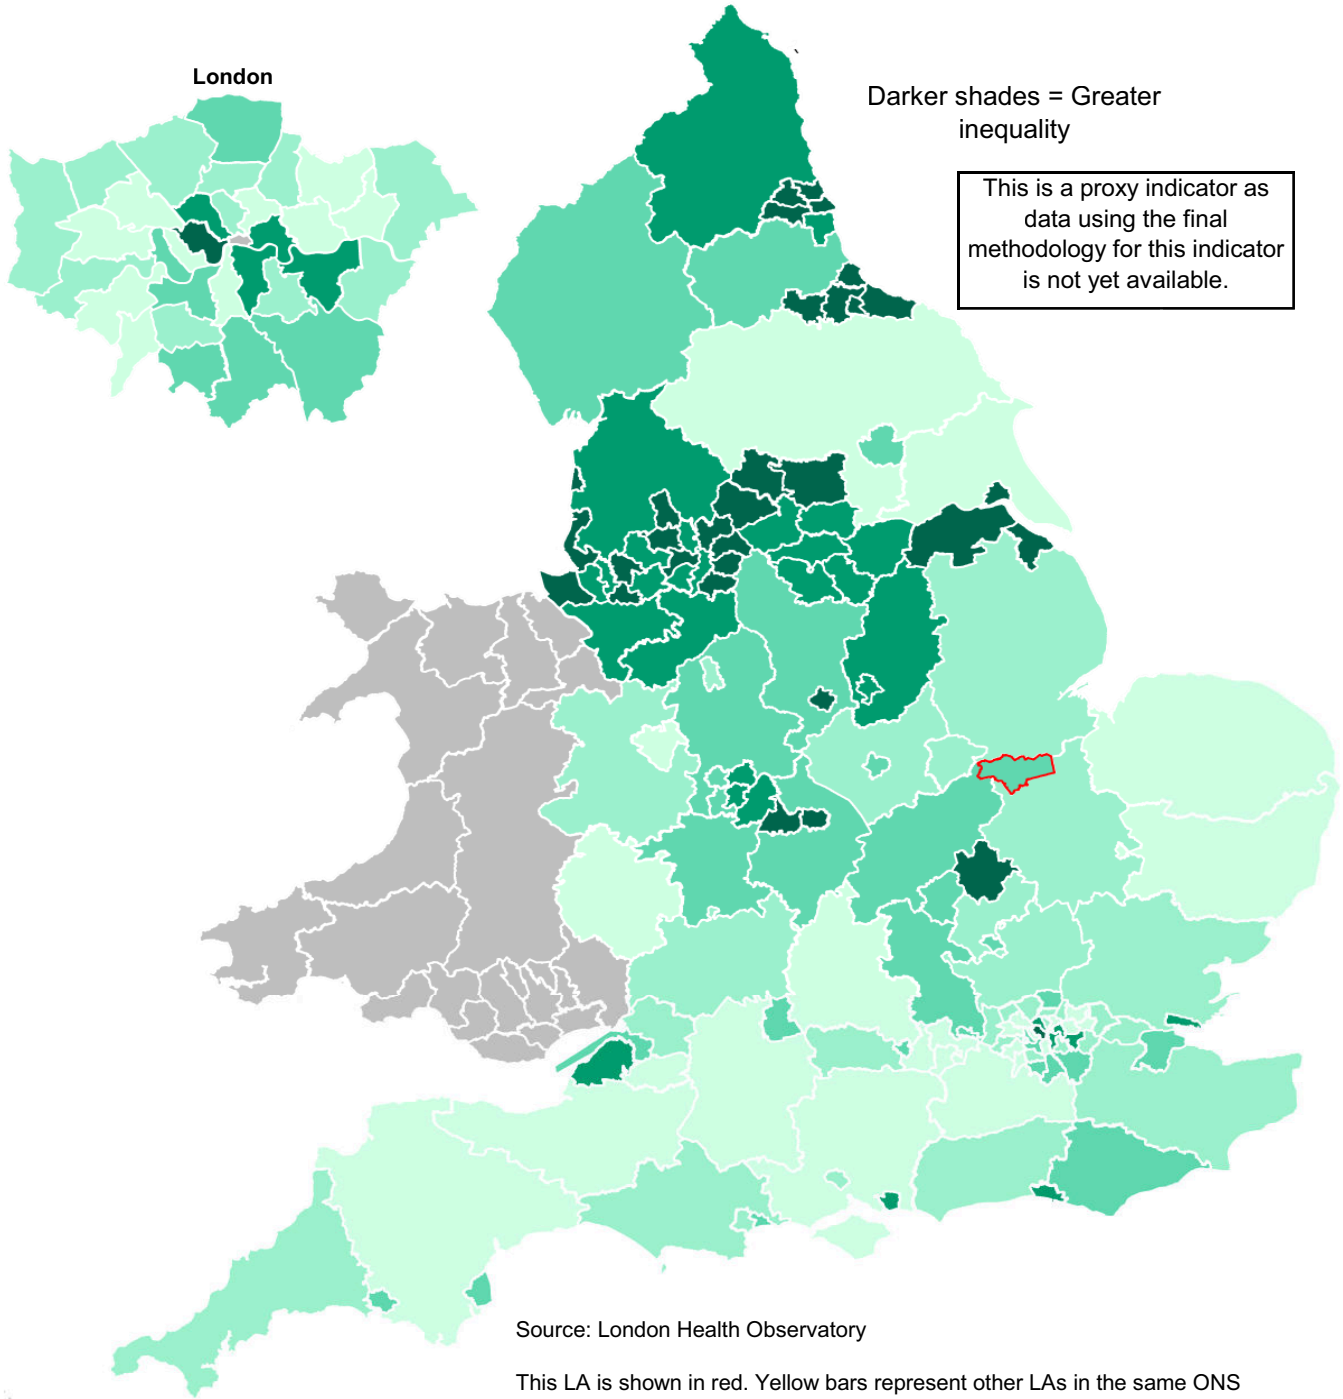 London
Darker shades = Greater
inequality
This is a proxy indicator as
data using the final
methodology for this indicator
is not yet available.
Source: London Health Observatory
This LA is shown in red. Yellow bars represent other LAs in the same ONS